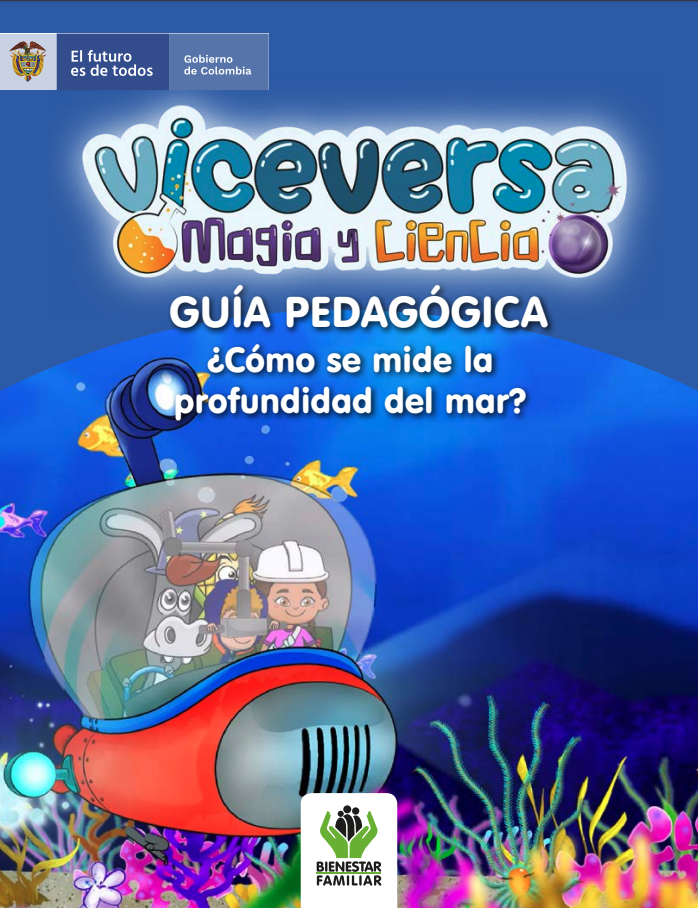 El futuro
es de todos
Gobierno
de Colombia
Viceversa
Magia y Ciencia
GUÍA PEDAGÓGICA
¿Cómo se mide la
profundidad del mar?
BIENESTAR
FAMILIAR